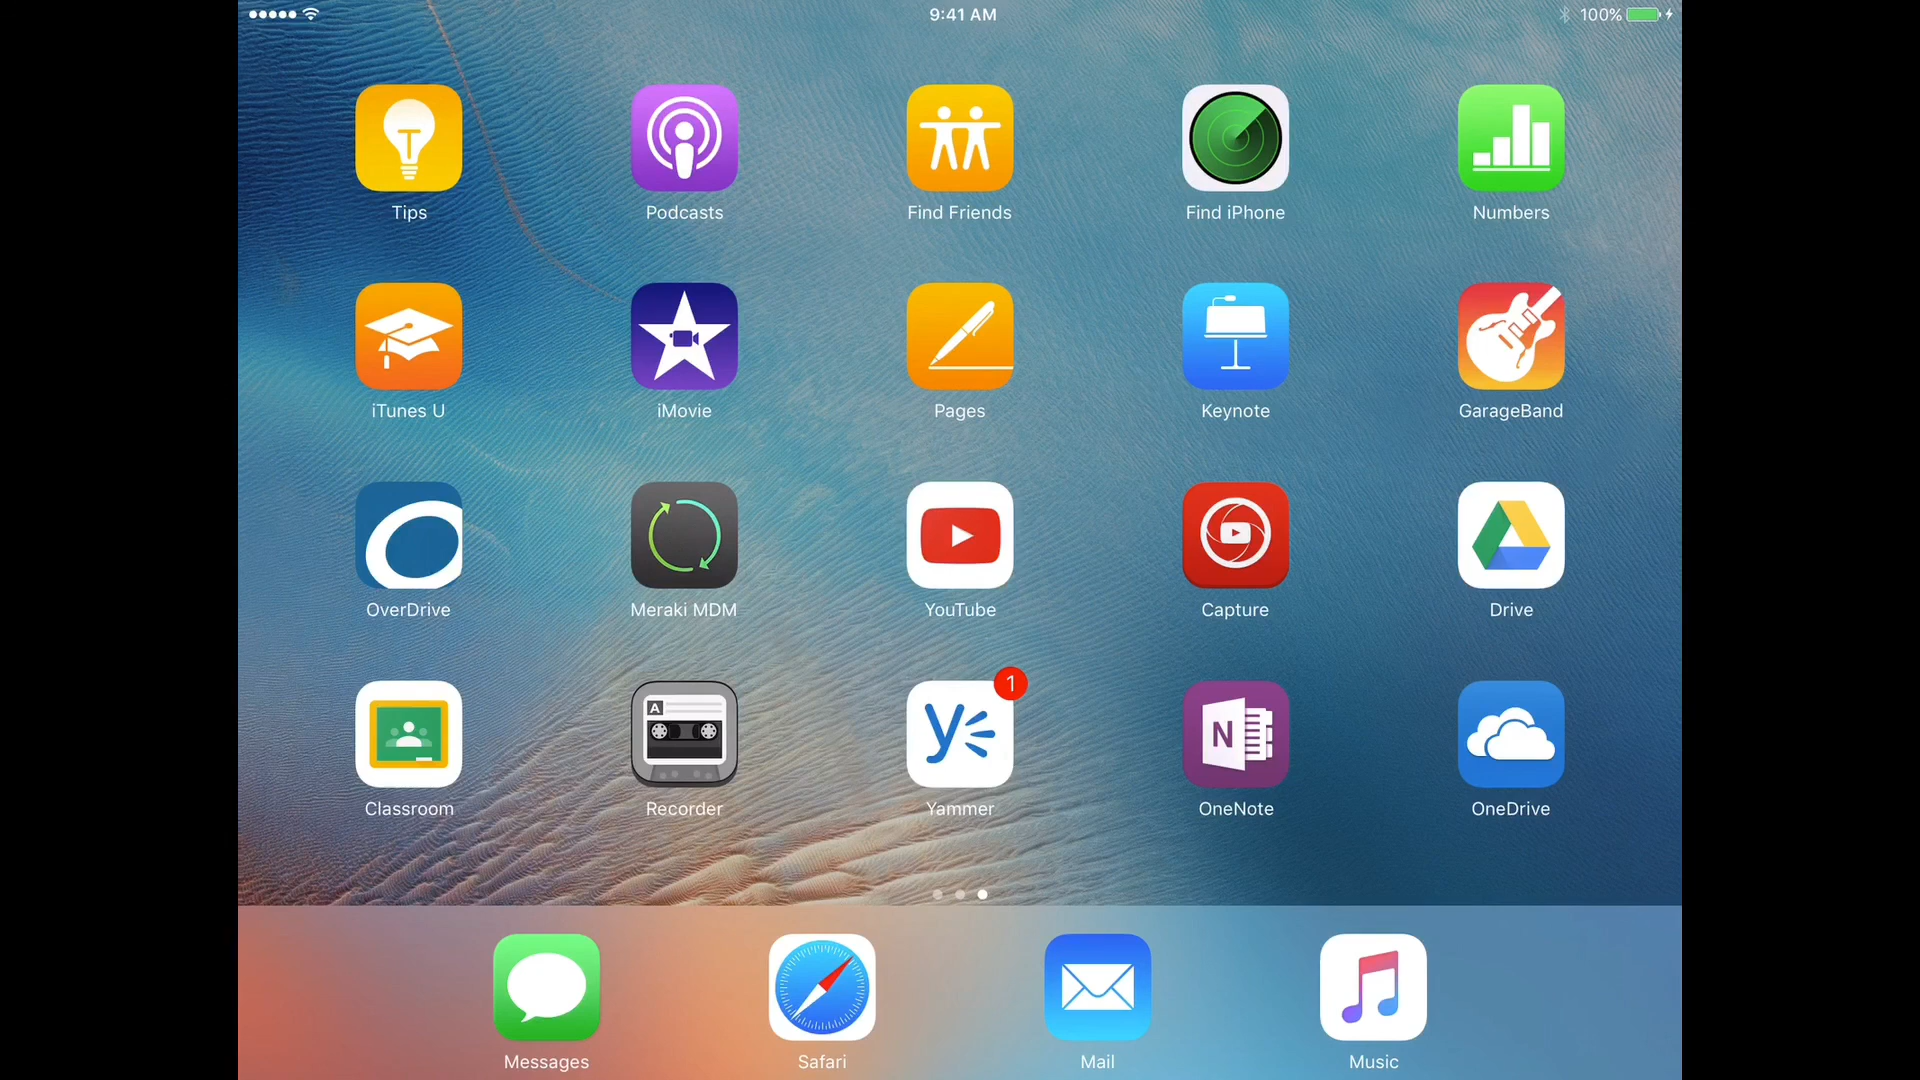 9:41 AM
100%
Tips
Podcasts
Find Friends
Find iPhone
Numbers
iTunes U
iMovie
Pages
Keynote
GarageBand
OverDrive
Meraki MDM
YouTube
Capture
Drive
A
1
N
Classroom
Recorder
Yammer
OneNote
OneDrive
Messages
Safari
Mail
Music